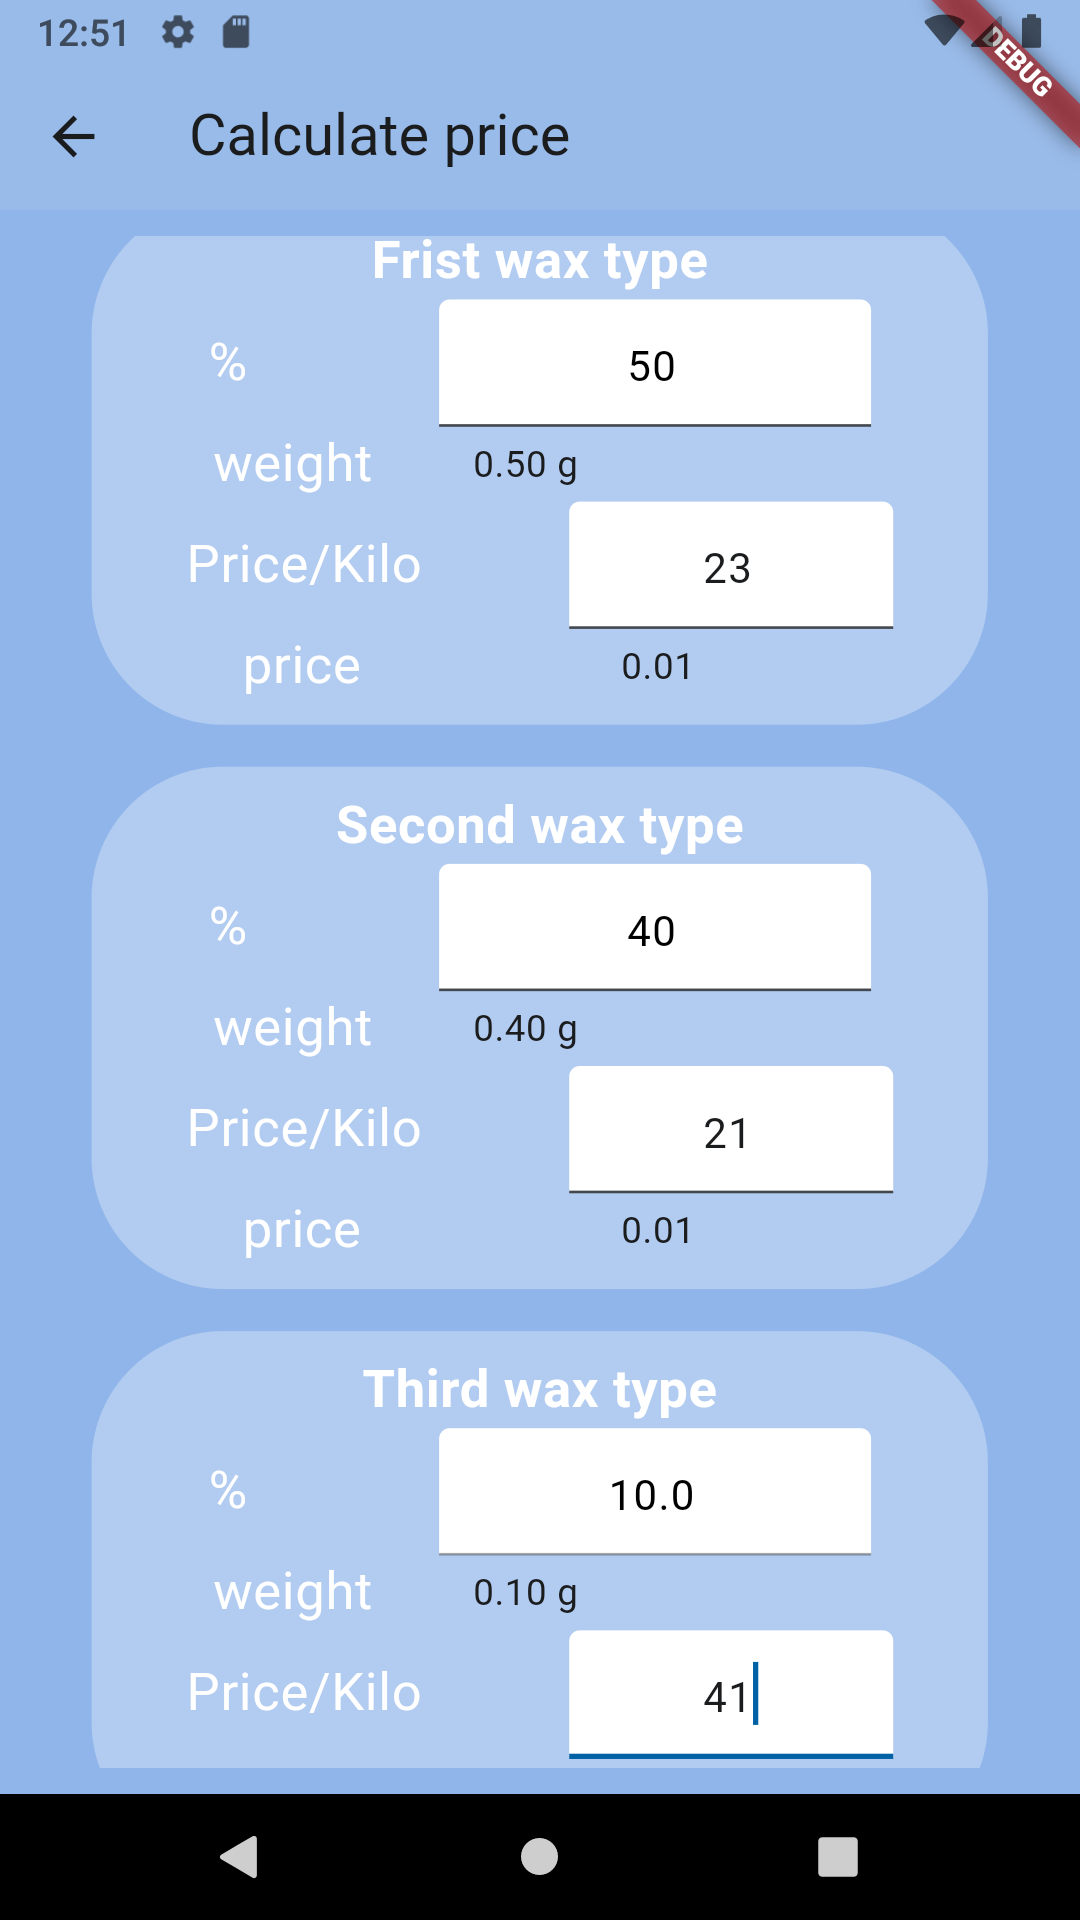 12:51
DEBUG
Calculate price
Frist wax type
% 50
weight 0.50 g
Price/Kilo 23
price 0.01
Second wax type
% 40
weight 0.40 g
Price/Kilo 21
price 0.01
Third wax type
% 10.0
weight 0.10 g
Price/Kilo 41